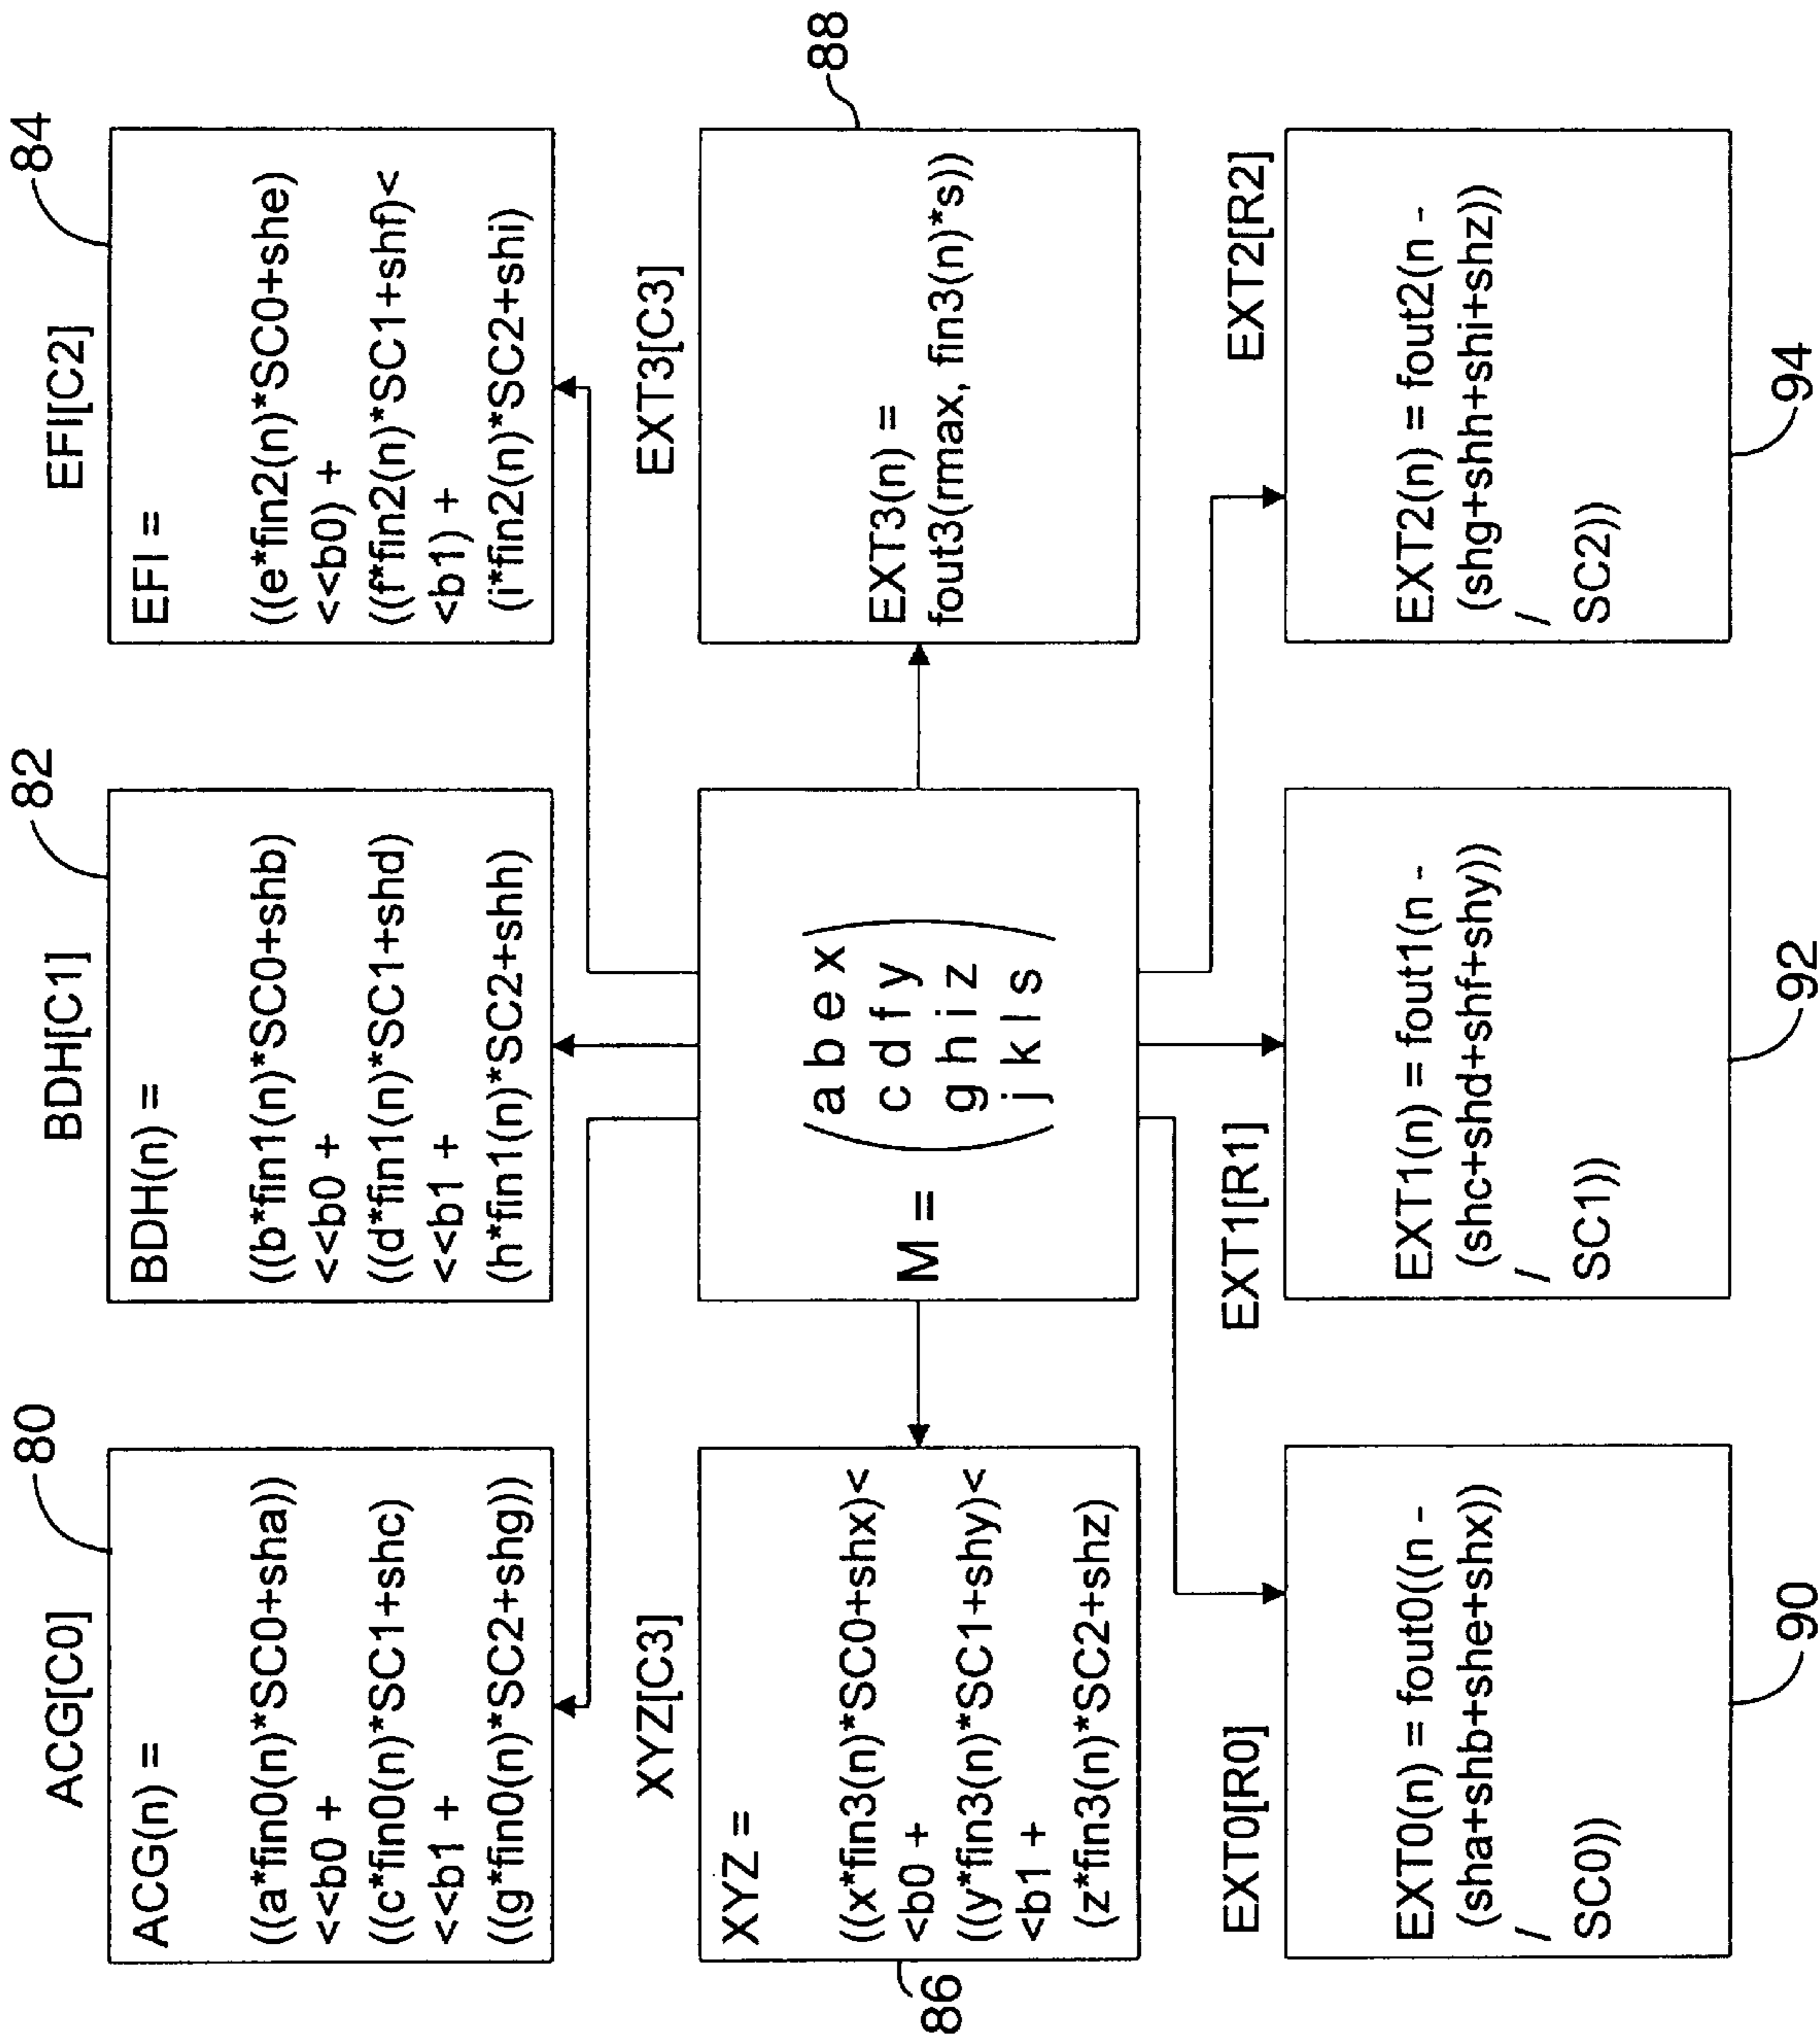 ACG[C0]
80
ACG(n) =
((a*fin0(n)*SC0+sha))
<<b0 +
((c*fin0(n)*SC1+shc)
<<b1 +
((g*fin0(n)*SC2+shg))
BDH[C1]
82
BDH(n) =
((b*fin1(n)*SC0+shb)
<<b0 +
((d*fin1(n)*SC1+shd)
<<b1 +
(h*fin1(n)*SC2+shh)
EFI[C2]
84
EFI =
((e*fin2(n)*SC0+she)
<<b0) +
((f*fin2(n)*SC1+shf)<
<b1) +
(i*fin2(n)*SC2+shi)
XYZ[C3]
XYZ =
((x*fin3(n)*SC0+shx)<
<b0 +
((y*fin3(n)*SC1+shy)<
<b1 +
(z*fin3(n)*SC2+shz)
86
M =
a b e x
c d f y
g h i z
j k l s
EXT3[C3]
88
EXT3(n) =
fout3(rmax, fin3(n)*s))
EXT0[R0]
EXT0(n) = fout0((n -
(sha+shb+she+shx))
/
SC0))
90
EXT1[R1]
EXT1(n) = fout1(n -
(shc+shd+shf+shy))
/
SC1))
92
EXT2[R2]
EXT2(n) = fout2(n -
(shg+shh+shi+shz))
/
SC2))
94